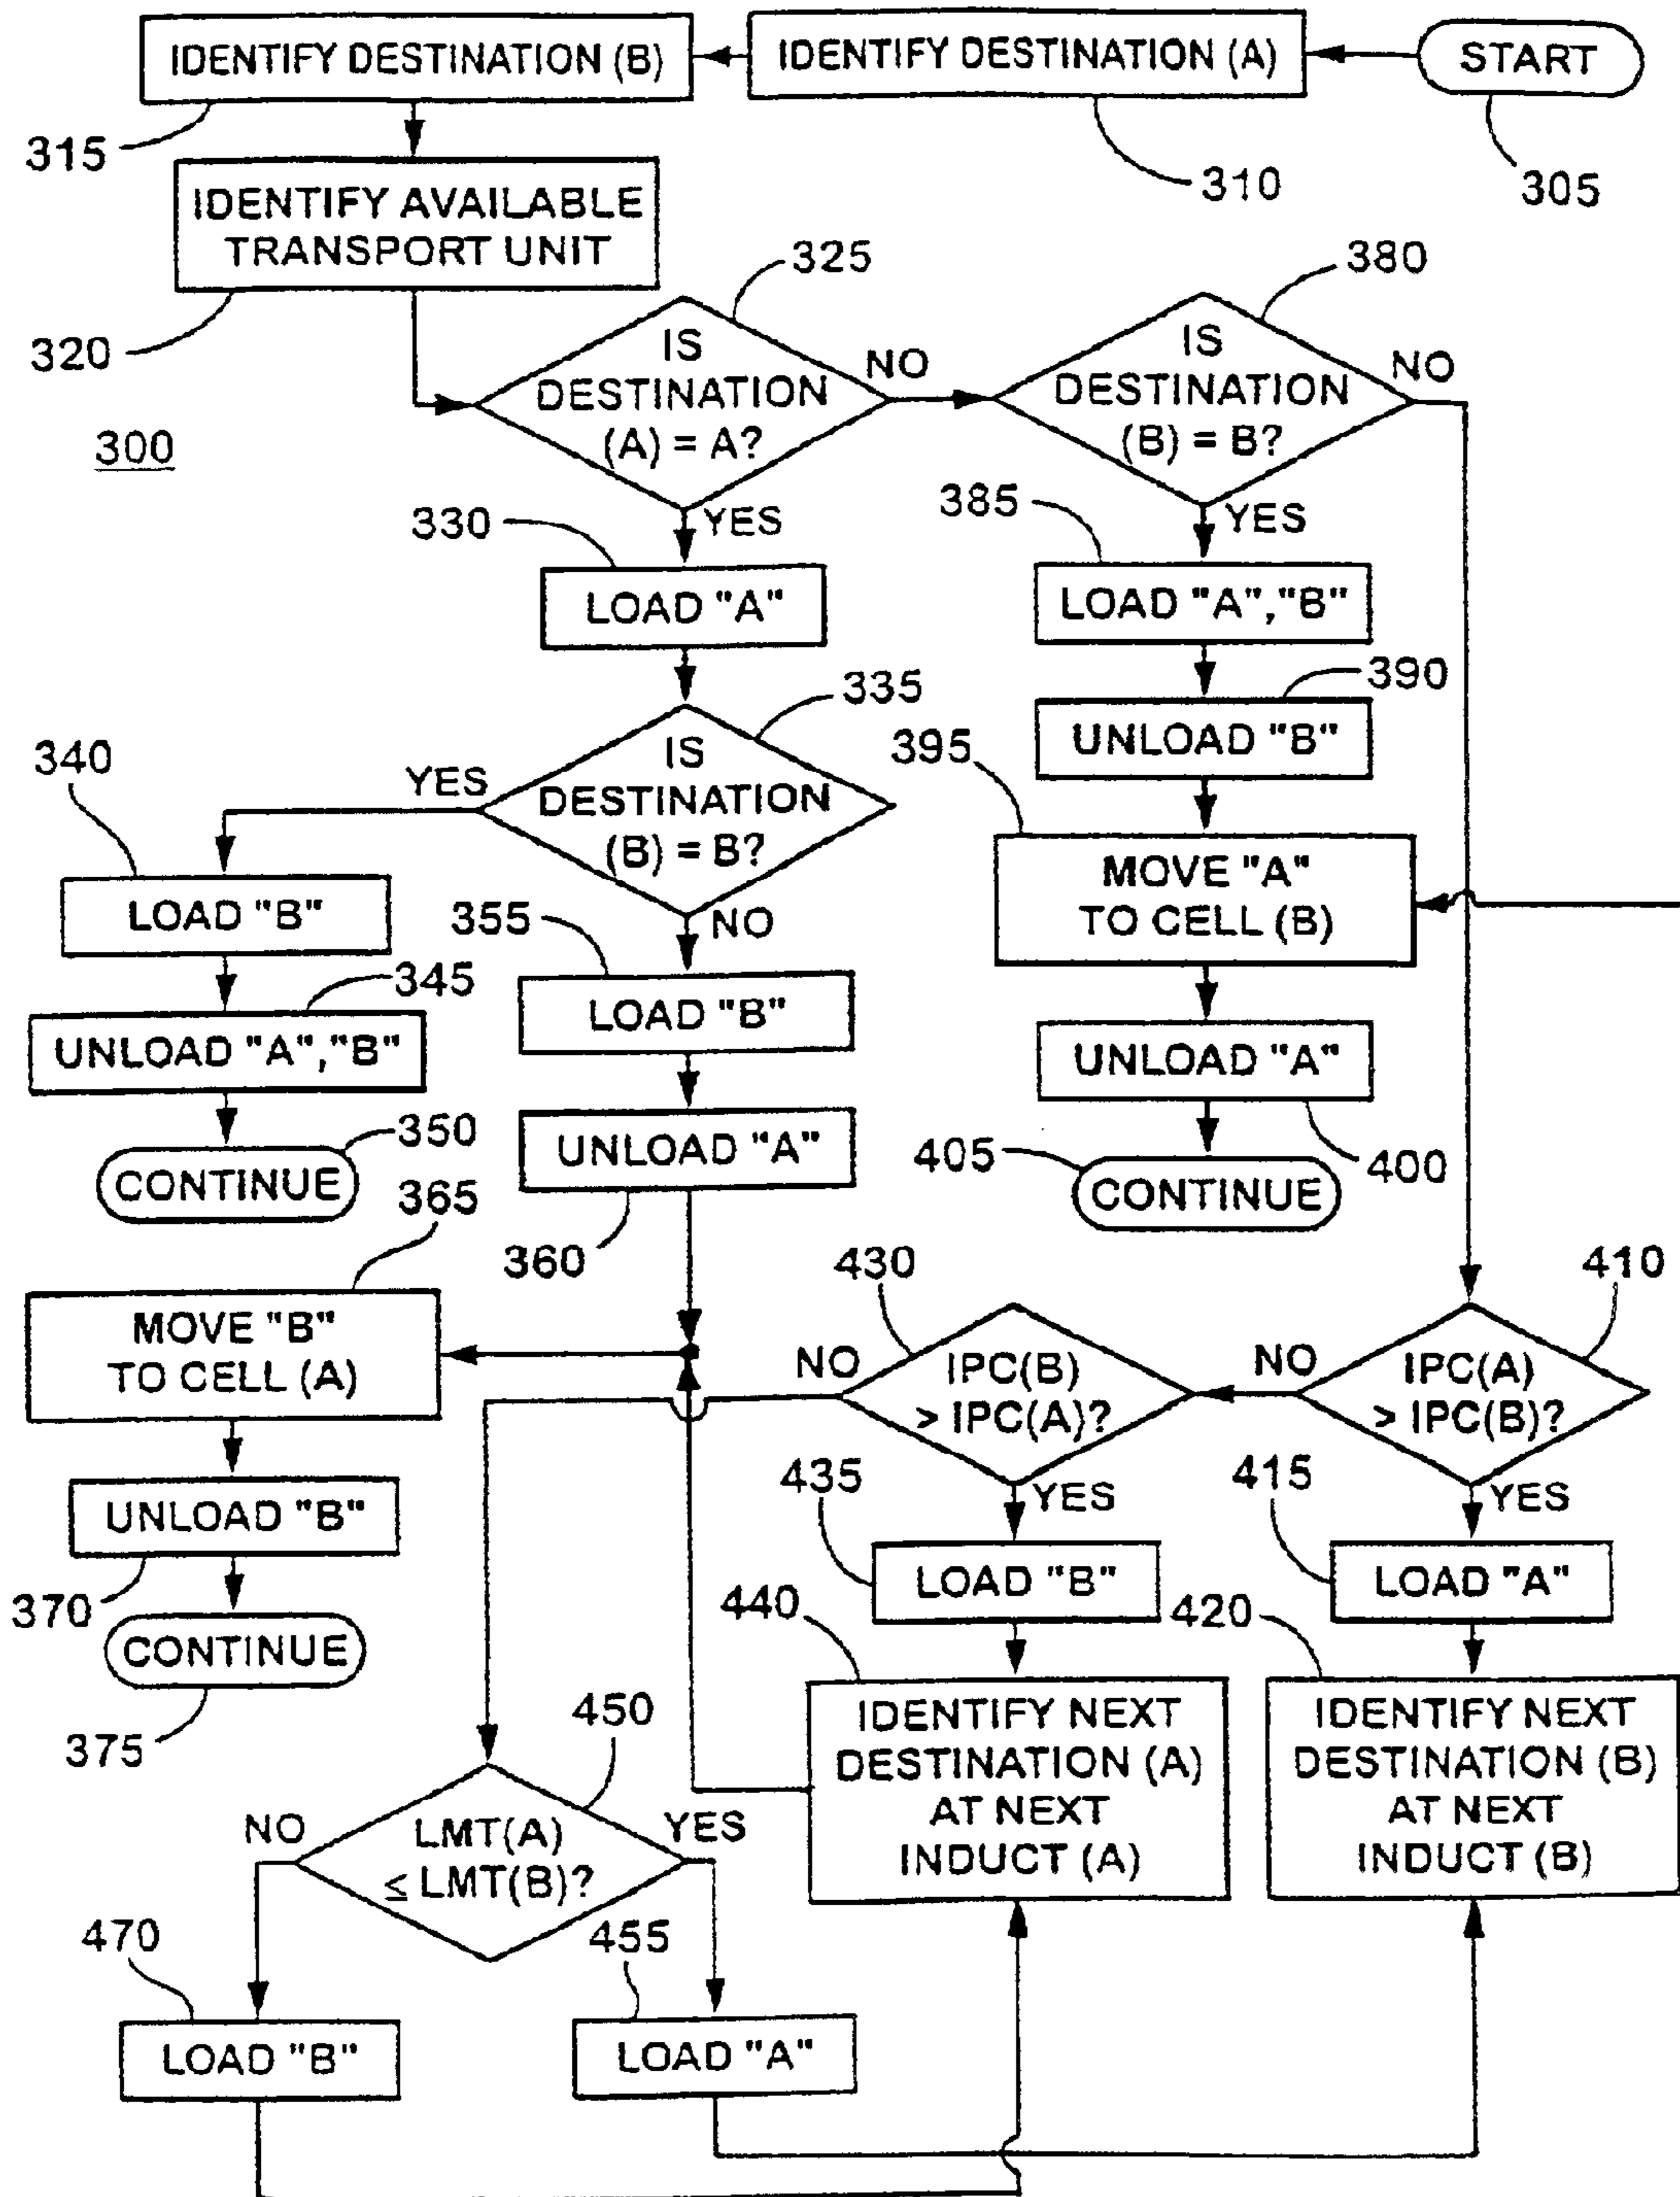 IDENTIFY DESTINATION (B)
IDENTIFY DESTINATION (A)
START
315
310
305
IDENTIFY AVAILABLE
TRANSPORT UNIT
320
325
IS
DESTINATION
(A) = A?
NO
380
IS
DESTINATION
(B) = B?
NO
300
330
YES
LOAD "A"
385
YES
LOAD "A","B"
335
IS
DESTINATION
(B) = B?
390
UNLOAD "B"
340
YES
LOAD "B"
NO
395
MOVE "A"
TO CELL (B)
345
UNLOAD "A","B"
355
LOAD "B"
UNLOAD "A"
400
350
CONTINUE
UNLOAD "A"
360
405
CONTINUE
365
MOVE "B"
TO CELL (A)
430
NO
IPC(B)
> IPC(A)?
410
NO
IPC(A)
> IPC(B)?
UNLOAD "B"
370
435
YES
LOAD "B"
415
YES
LOAD "A"
CONTINUE
375
440
IDENTIFY NEXT
DESTINATION (A)
AT NEXT
INDUCT (A)
420
IDENTIFY NEXT
DESTINATION (B)
AT NEXT
INDUCT (B)
450
NO
LMT(A)
≤ LMT(B)?
YES
470
LOAD "B"
455
LOAD "A"